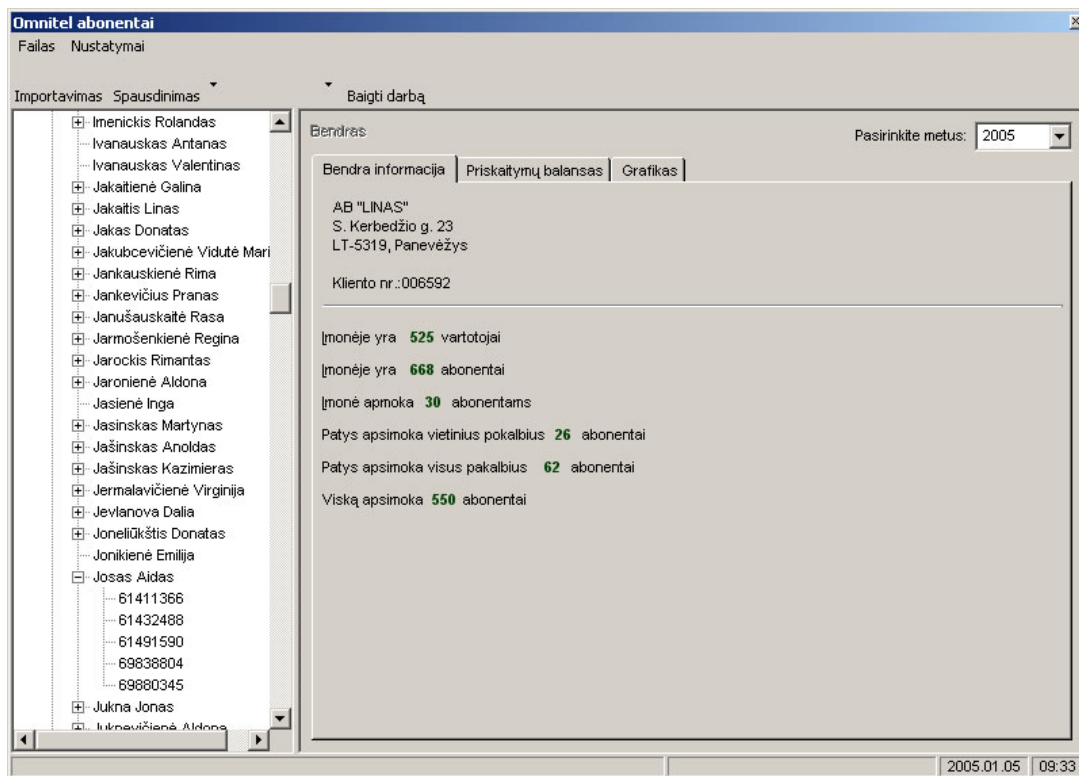 Omnitel abonentai
Failas Nustatymai
Importavimas Spausdinimas Baigti darbą
Imenickis Rolandas
Ivanauskas Antanas
Ivanauskas Valentinas
Jakaitienė Galina
Jakaitis Linas
Jakas Donatas
Jakubcevičienė Vidutė Mari
Jankauskienė Rima
Jankevičius Pranas
Janušauskaitė Rasa
Jarmošenkienė Regina
Jarockis Rimantas
Jaronienė Aldona
Jasienė Inga
Jasinskas Martynas
Jašinskas Anoldas
Jašinskas Kazimieras
Jermalavičienė Virginija
Jevlanova Dalia
Joneliūkštis Donatas
Jonikienė Emilija
Josas Aidas
61411366
61432488
61491590
69838804
69880345
Jukna Jonas
Juknevičienė Aldona
Bendras
Pasirinkite metus: 2005
Bendra informacija Priskaitymų balansas Grafikas
AB "LINAS"
S. Kerbedžio g. 23
LT-5319, Panevėžys
Kliento nr.:006592
Įmonėje yra 525 vartotojai
Įmonėje yra 668 abonentai
Įmonė apmoka 30 abonentams
Patys apsimoka vietinius pokalbius 26 abonentai
Patys apsimoka visus pakalbius 62 abonentai
Viską apsimoka 550 abonentai
2005.01.05 09:33